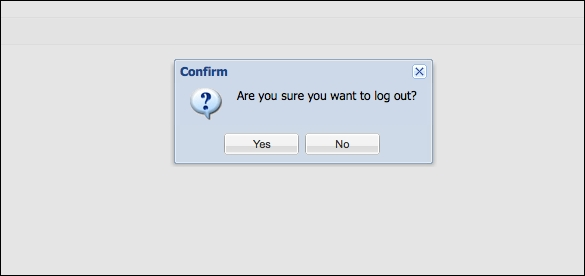 Confirm
Are you sure you want to log out?
Yes
No